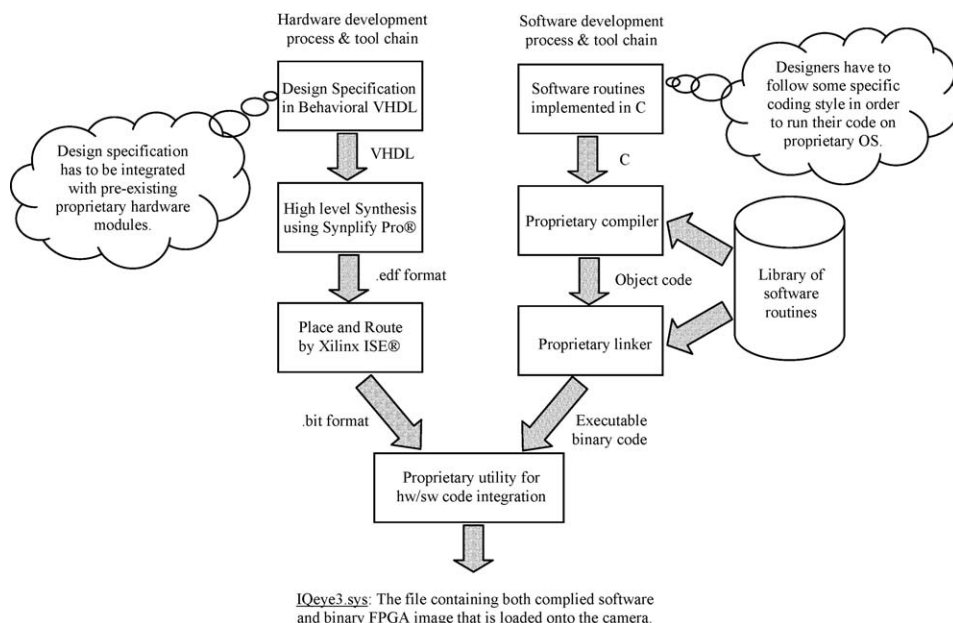 Hardware development
process & tool chain
Software development
process & tool chain
Design Specification
in Behavioral VHDL
Software routines
implemented in C
Designers have to
follow some specific
coding style in order
to run their code on
proprietary OS.
Design specification
has to be integrated
with pre-existing
proprietary hardware
modules.
VHDL
C
High level Synthesis
using Synplify Pro®
Proprietary compiler
Library of
software
routines
.edf format
Object code
Place and Route
by Xilinx ISE®
Proprietary linker
.bit format
Executable
binary code
Proprietary utility for
hw/sw code integration
IQeye3.sys: The file containing both complied software
and binary FPGA image that is loaded onto the camera.